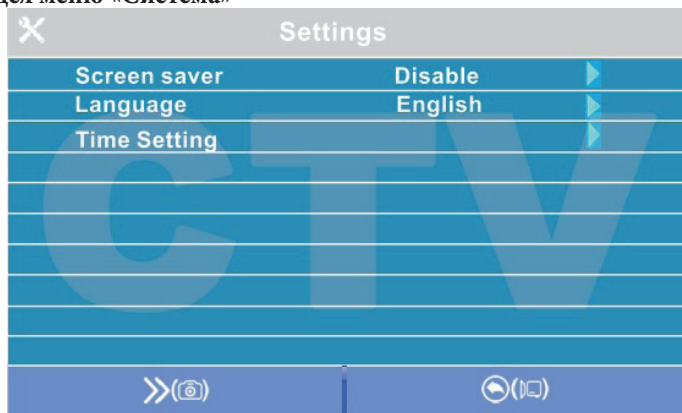 дел меню «Система»
Settings
Screen saver Disable
Language English
Time Setting
CTV